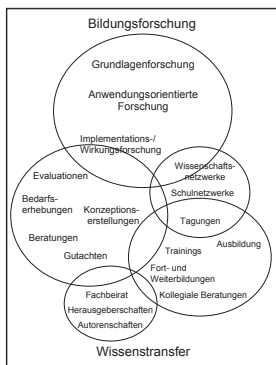 Bildungsforschung
Grundlagenforschung
Anwendungsorientierte
Forschung
Implementations-/
Wirkungsforschung
Wissenschafts-
netzwerke
Evaluationen
Schulnetzwerke
Bedarfs-
erhebungen
Konzeptions-
erstellungen
Tagungen
Beratungen
Ausbildung
Trainings
Gutachten
Fort- und
Weiterbildungen
Fachbeirat
Kollegiale Beratungen
Herausgeberschaften
Autorenschaften
Wissenstransfer